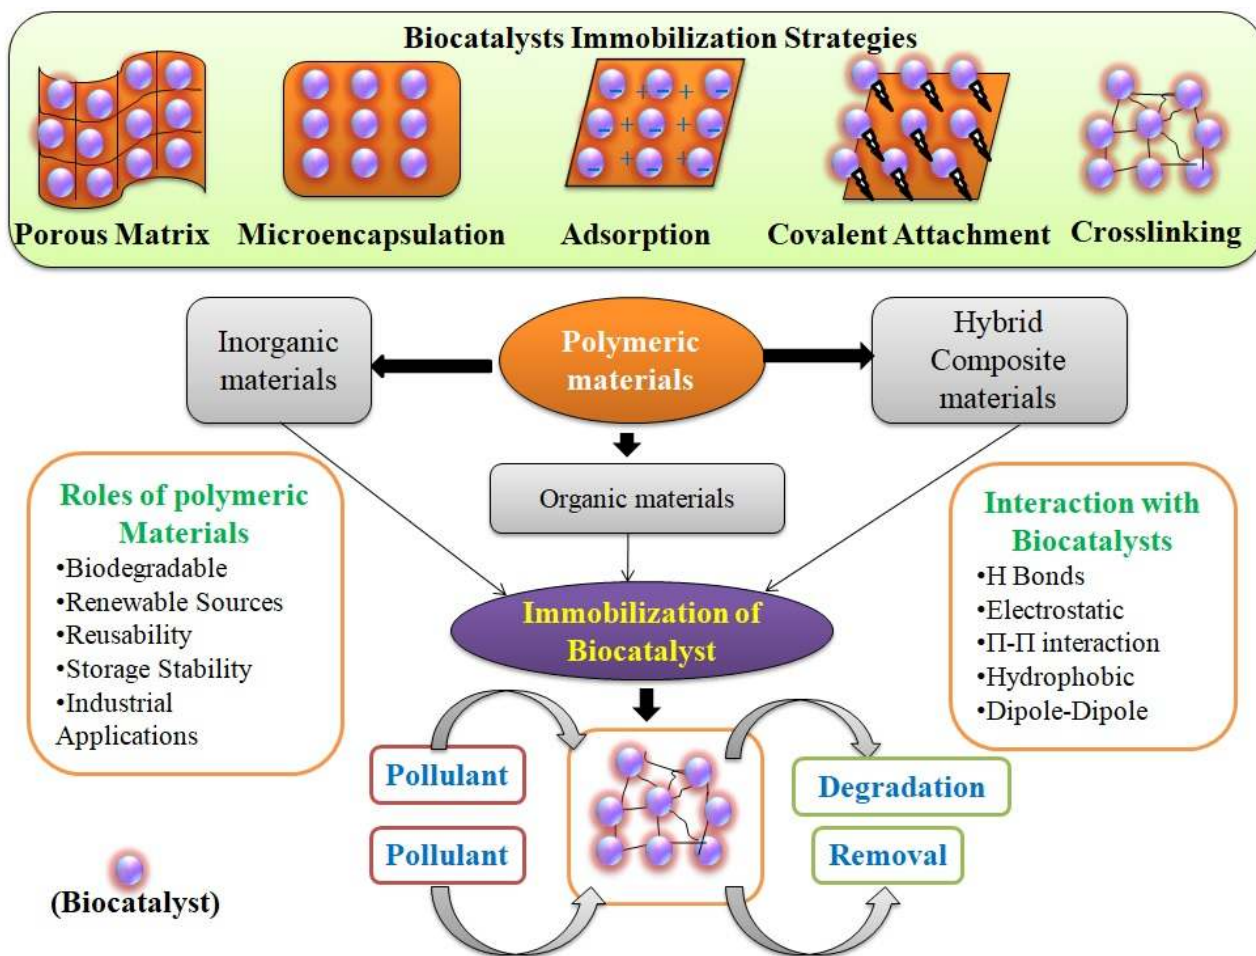 Biocatalysts Immobilization Strategies
Porous Matrix
Microencapsulation
Adsorption
Covalent Attachment
Crosslinking
Inorganic
materials
Polymeric
materials
Hybrid
Composite
materials
Organic materials
Roles of polymeric
Materials
•Biodegradable
•Renewable Sources
•Reusability
•Storage Stability
•Industrial
Applications
Interaction with
Biocatalysts
•H Bonds
•Electrostatic
•Π-Π interaction
•Hydrophobic
•Dipole-Dipole
Immobilization of
Biocatalyst
Pollulant
Pollulant
Degradation
Removal
(Biocatalyst)